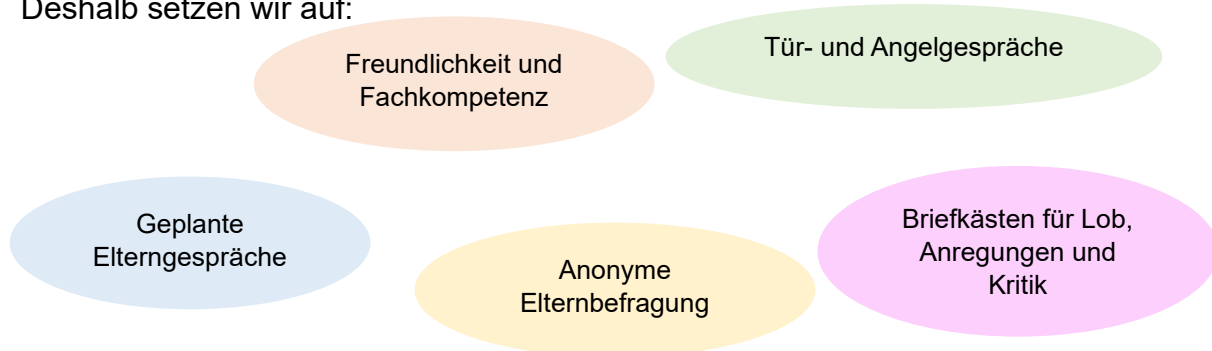 Deshalb setzen wir auf:
Freundlichkeit und
Fachkompetenz
Tür- und Angelgespräche
Geplante
Elterngespräche
Anonyme
Elternbefragung
Briefkästen für Lob,
Anregungen und
Kritik